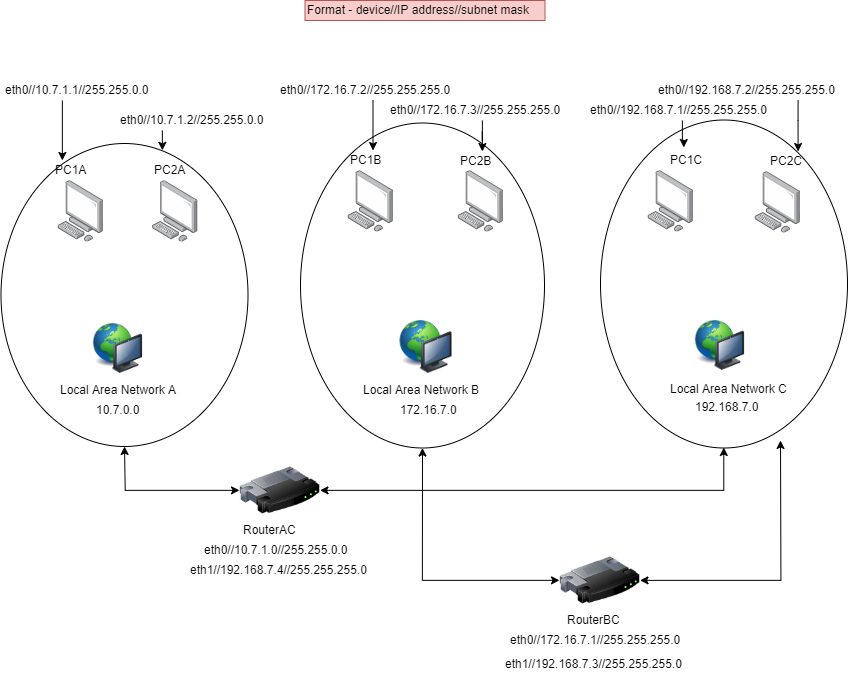 Format - device//IP address//subnet mask
eth0//10.7.1.1//255.255.0.0
eth0//172.16.7.2//255.255.255.0
eth0//192.168.7.2//255.255.255.0
eth0//10.7.1.2//255.255.0.0
eth0//172.16.7.3//255.255.255.0
eth0//192.168.7.1//255.255.255.0
PC1A
PC2A
PC1B
PC2B
PC1C
PC2C
Local Area Network A
10.7.0.0
Local Area Network B
172.16.7.0
Local Area Network C
192.168.7.0
RouterAC
eth0//10.7.1.0//255.255.0.0
eth1//192.168.7.4//255.255.255.0
RouterBC
eth0//172.16.7.1//255.255.255.0
eth1//192.168.7.3//255.255.255.0